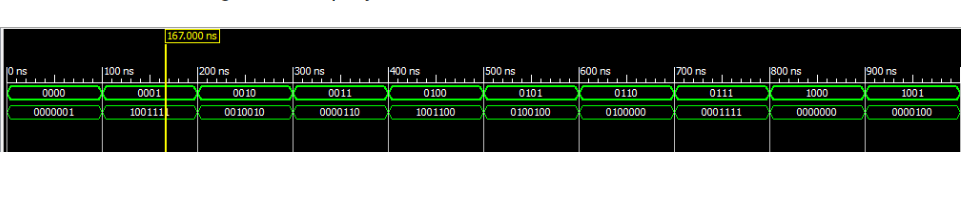 167.000 ns
0 ns 100 ns 200 ns 300 ns 400 ns 500 ns 600 ns 700 ns 800 ns 900 ns
0000 0001 0010 0011 0100 0101 0110 0111 1000 1001
0000001 1001111 0010010 0000110 1001100 0100100 0100000 0001111 0000000 0000100